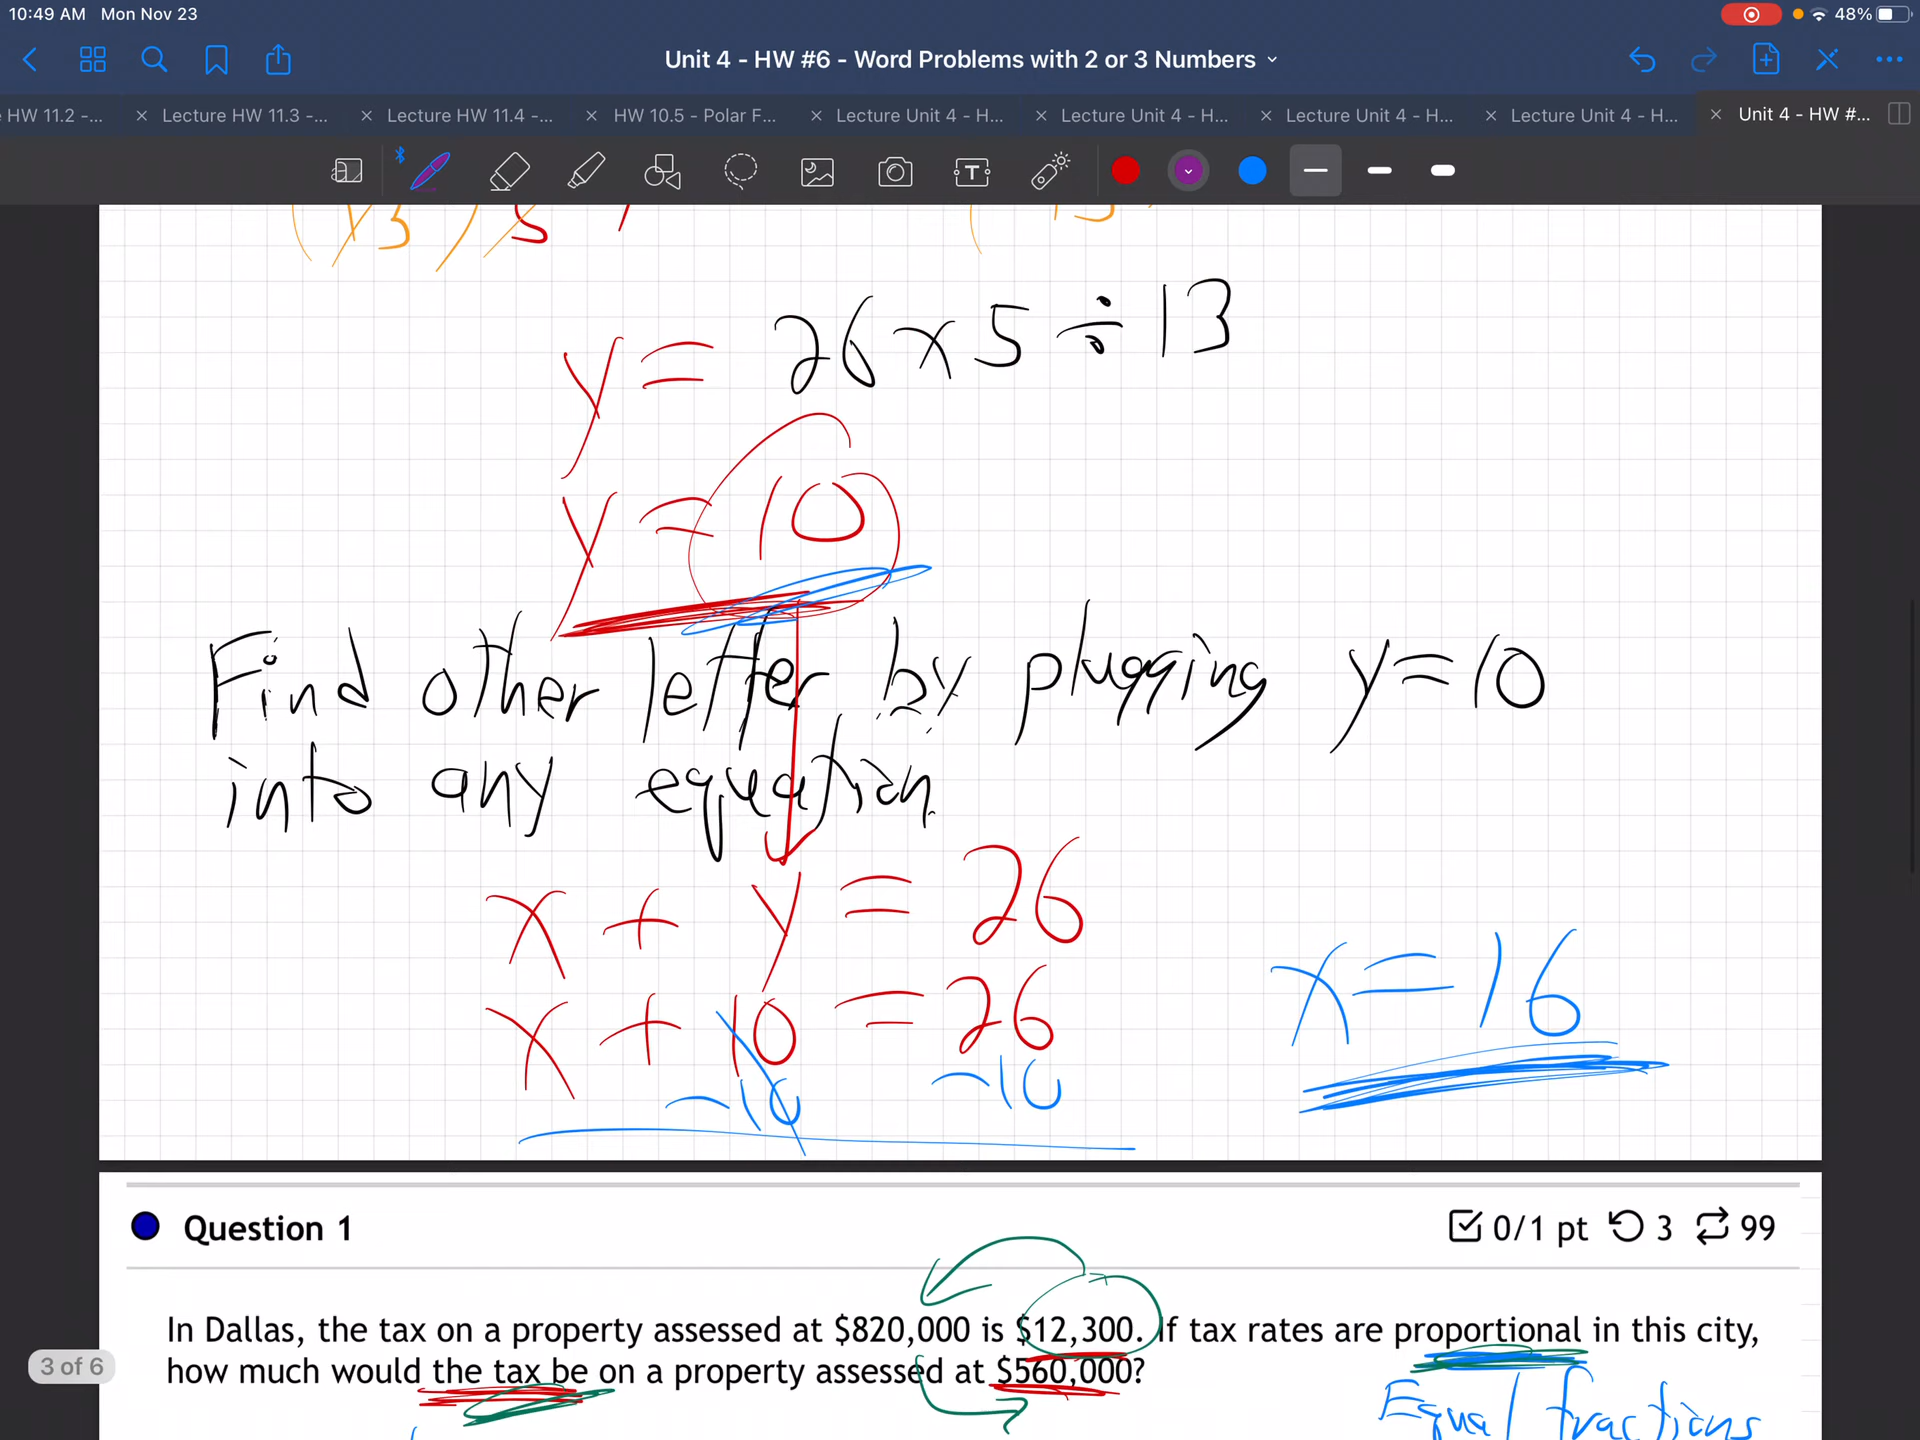 10:49 AM Mon Nov 23
48%
Unit 4 - HW #6 - Word Problems with 2 or 3 Numbers
HW 11.2 -... × Lecture HW 11.3 -... × Lecture HW 11.4 -... × HW 10.5 - Polar F... × Lecture Unit 4 - H... × Lecture Unit 4 - H... × Lecture Unit 4 - H... × Lecture Unit 4 - H... × Unit 4 - HW #...
T
y = 26 x 5 ÷ 13
y = 10
Find other letter by plugging y = 10
into any equation.
x + y = 26
x + 10 = 26
x = 16
-10 -10
Question 1
0/1 pt 3 99
In Dallas, the tax on a property assessed at $820,000 is $12,300. If tax rates are proportional in this city,
how much would the tax be on a property assessed at $560,000?
3 of 6
Equal fractions